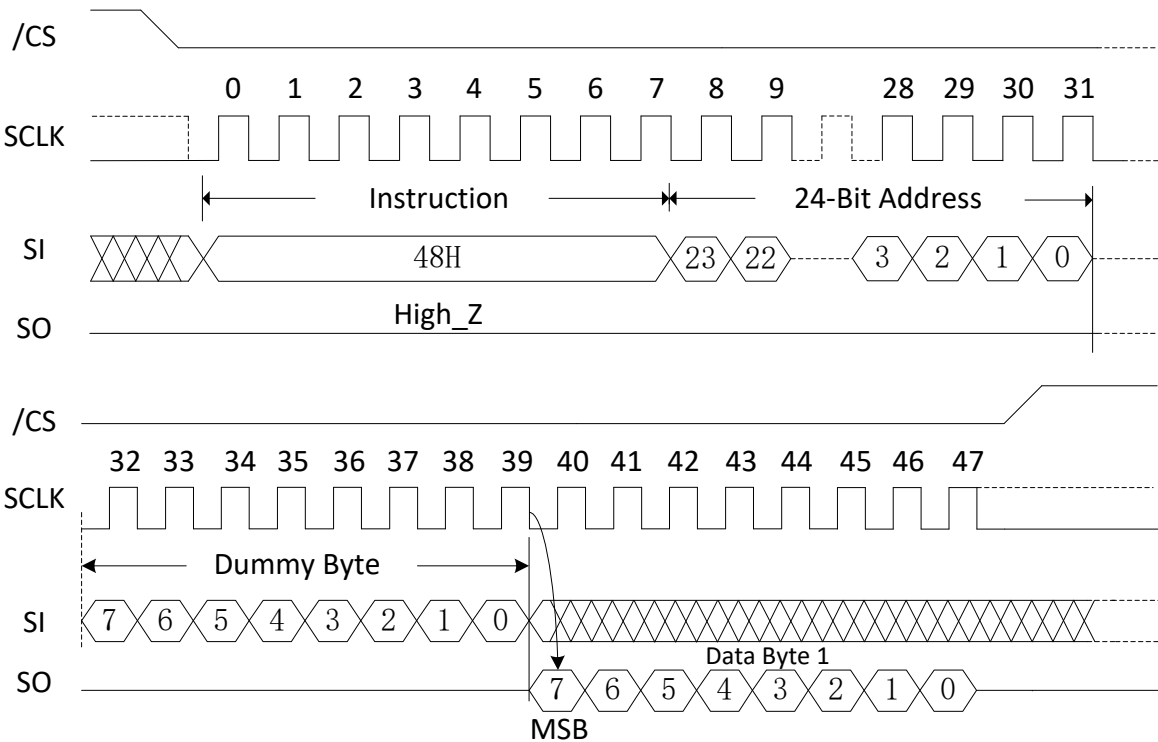 /CS
0 1 2 3 4 5 6 7 8 9 28 29 30 31
SCLK
Instruction 24-Bit Address
SI 48H 23 22 3 2 1 0
High_Z
SO
/CS
32 33 34 35 36 37 38 39 40 41 42 43 44 45 46 47
SCLK
Dummy Byte
SI 7 6 5 4 3 2 1 0
Data Byte 1
SO 7 6 5 4 3 2 1 0
MSB